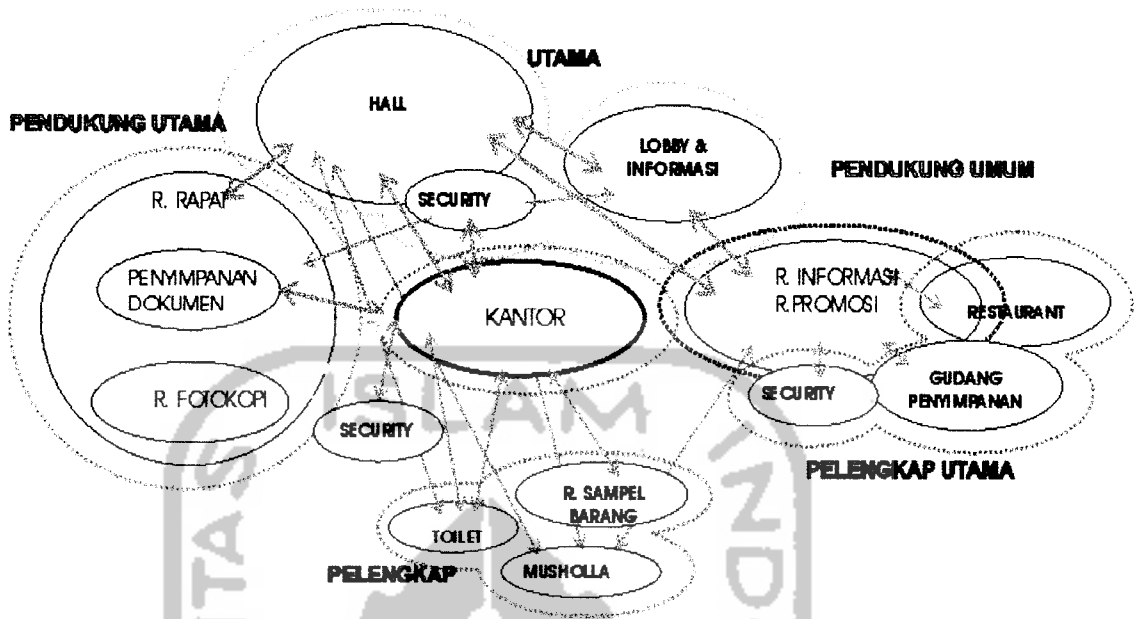 UTAMA
HALL
PENDUKUNG UTAMA
LOBBY &
INFORMASI
PENDUKUNG UMUM
R. RAPAT
SECURITY
PENYIMPANAN
DOKUMEN
KANTOR
R. INFORMASI
R.PROMOSI
RESTAURANT
R. FOTOKOPI
SECURITY
SECURITY
GUDANG
PENYIMPANAN
PELENGKAP UTAMA
R. SAMPEL
BARANG
TOILET
MUSHOLLA
PELENGKAP
ISLAM